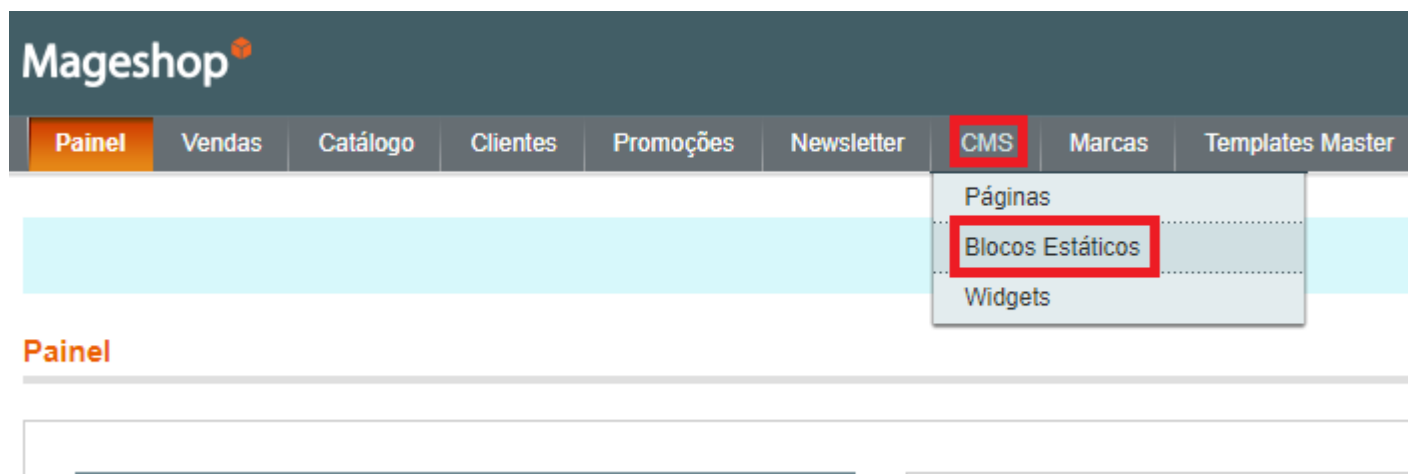 Mageshop
Painel Vendas Catálogo Clientes Promoções Newsletter CMS Marcas Templates Master
Páginas
Blocos Estáticos
Widgets
Painel